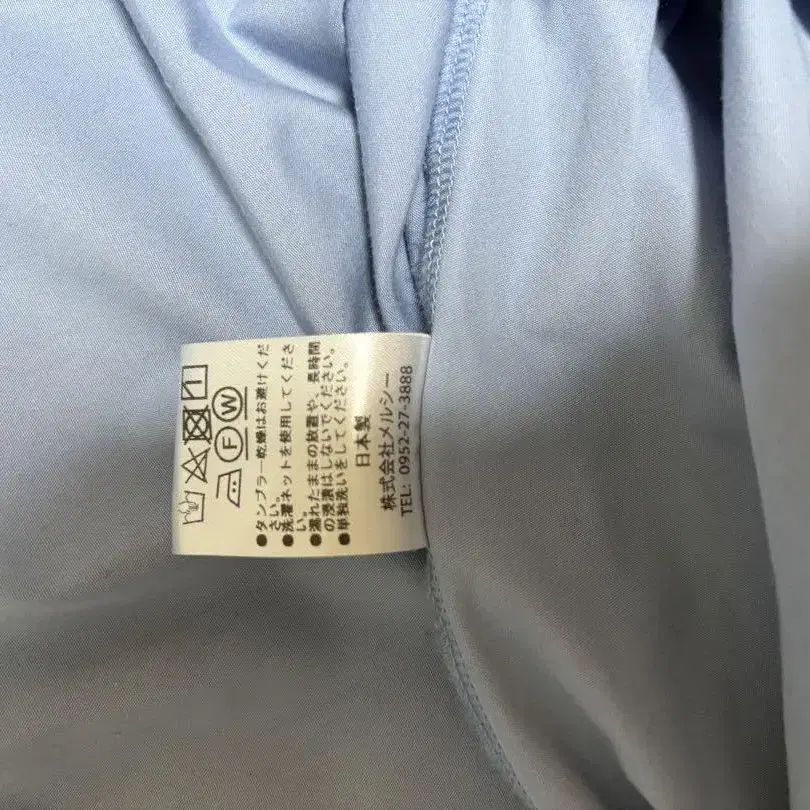 F W
●タンブラー乾燥はお避けくだ
さい。
●洗濯ネットを使用してくださ
い。
●濡れたままの放置や、長時間
の浸漬はしないでください。
●単独洗いをしてください。
日本製
株式会社メルシー
TEL: 0952-27-3888